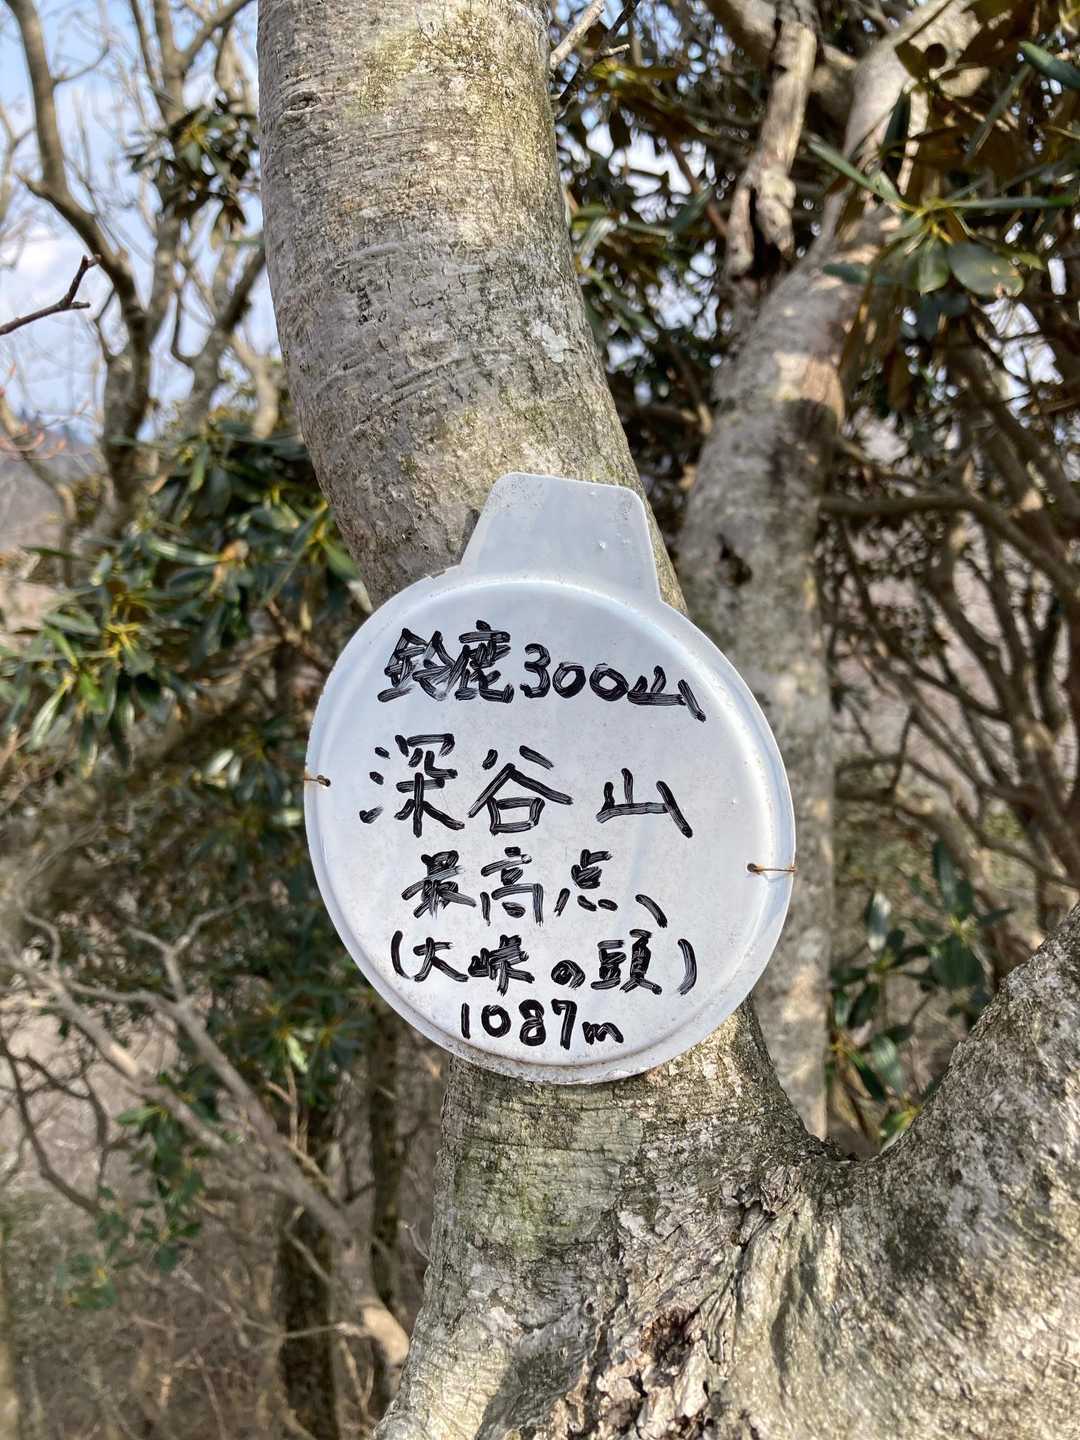 鈴鹿300山
深谷山
最高点、
(大峠の頭)
1087m